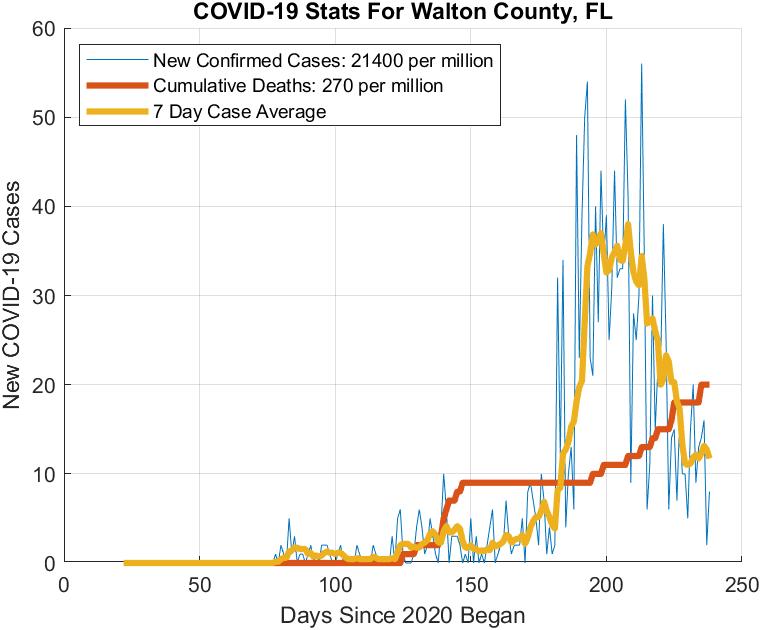 COVID-19 Stats For Walton County, FL
New Confirmed Cases: 21400 per million
Cumulative Deaths: 270 per million
7 Day Case Average
New COVID-19 Cases
60
50
40
30
20
10
0
0 50 100 150 200 250
Days Since 2020 Began